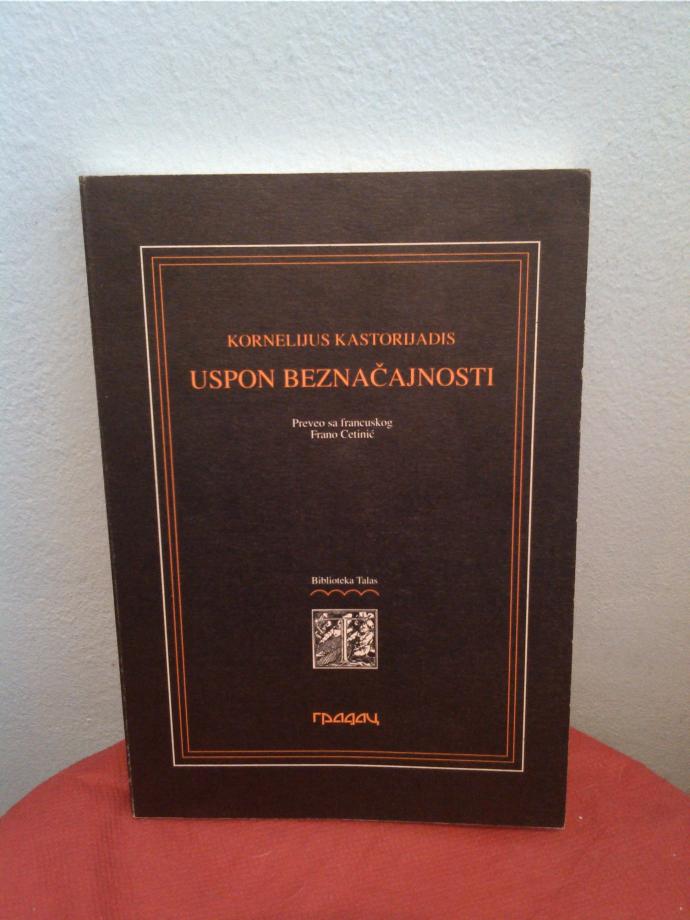 KORNELIJUS KASTORIJADIS
USPON BEZNAČAJNOSTI
Preveo sa francuskog
Frano Cetinić
Biblioteka Talas
градац